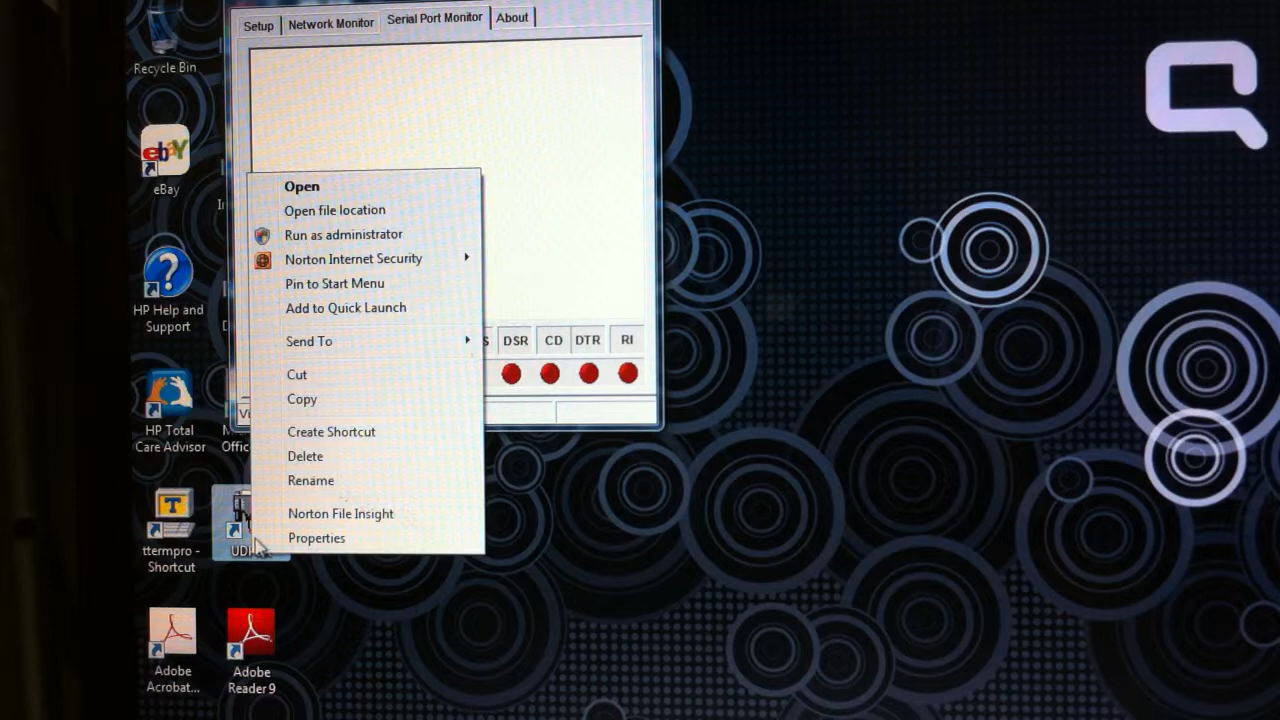 Setup
Network Monitor
Serial Port Monitor
About
Recycle Bin
ebay
eBay
HP Help and
Support
HP Total
Care Advisor
T
ttermpro -
Shortcut
Adobe
Acrobat...
Adobe
Reader 9
Open
Open file location
Run as administrator
Norton Internet Security
Pin to Start Menu
Add to Quick Launch
Send To
Cut
Copy
Create Shortcut
Delete
Rename
Norton File Insight
Properties
S DSR CD DTR RI